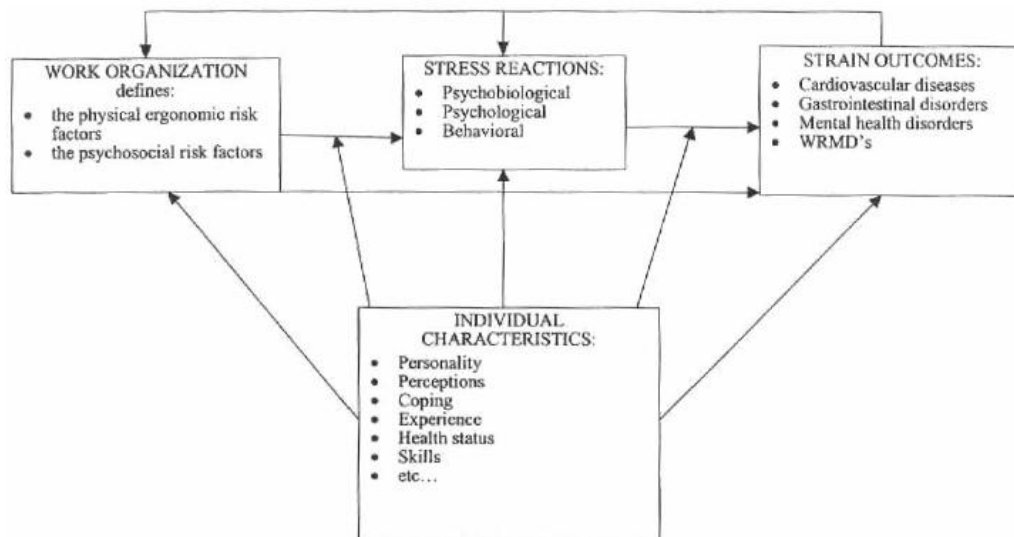 WORK ORGANIZATION
defines:
• the physical ergonomic risk
factors
• the psychosocial risk factors
STRESS REACTIONS:
• Psychobiological
• Psychological
• Behavioral
STRAIN OUTCOMES:
• Cardiovascular diseases
• Gastrointestinal disorders
• Mental health disorders
• WRMD's
INDIVIDUAL
CHARACTERISTICS:
• Personality
• Perceptions
• Coping
• Experience
• Health status
• Skills
• etc...